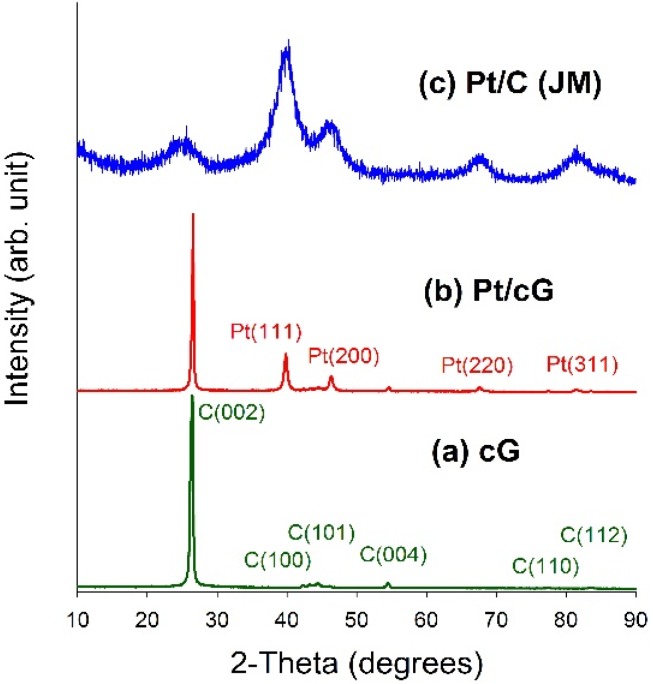 (c) Pt/C (JM)
(b) Pt/cG
Pt(111)
Pt(200)
Pt(220)
Pt(311)
C(002)
(a) cG
C(101)
C(112)
C(100)
C(004)
C(110)
Intensity (arb. unit)
10 20 30 40 50 60 70 80 90
2-Theta (degrees)